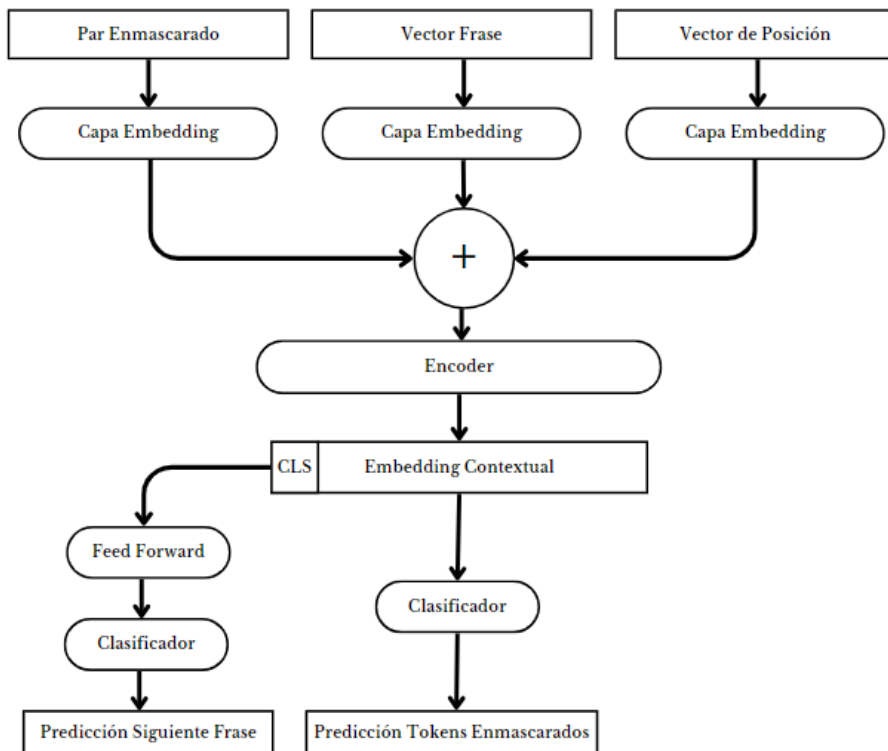 Par Enmascarado
Vector Frase
Vector de Posición
Capa Embedding
Capa Embedding
Capa Embedding
+
Encoder
CLS
Embedding Contextual
Feed Forward
Clasificador
Clasificador
Predicción Siguiente Frase
Predicción Tokens Enmascarados